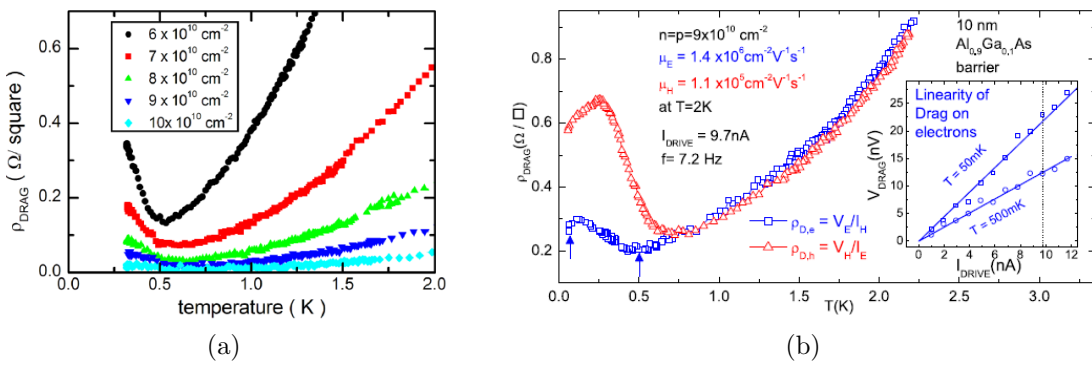 0.6
0.4
0.2
0.0
ρDRAG ( Ω / square)
6 x 10^10 cm^-2
7 x 10^10 cm^-2
8 x 10^10 cm^-2
9 x 10^10 cm^-2
10x 10^10 cm^-2
0.0 0.5 1.0 1.5 2.0
temperature ( K )
(a)
0.8
0.6
0.4
0.2
ρDRAG(Ω / □)
n=p=9x10^10 cm^-2
μE = 1.4 x10^6cm^-2V^-1s^-1
μH = 1.1 x10^5cm^-2V^-1s^-1
at T=2K
IDRIVE = 9.7nA
f= 7.2 Hz
10 nm
Al0.9Ga0.1As
barrier
ρD,e = VE/IH
ρD,h = VH/IE
0.0 0.5 1.0 1.5 2.0 2.5 3.0
T(K)
Linearity of
Drag on
electrons
T = 50mK
T = 500mK
25
20
15
10
5
0
VDRAG(nV)
0 2 4 6 8 10 12
IDRIVE(nA)
(b)